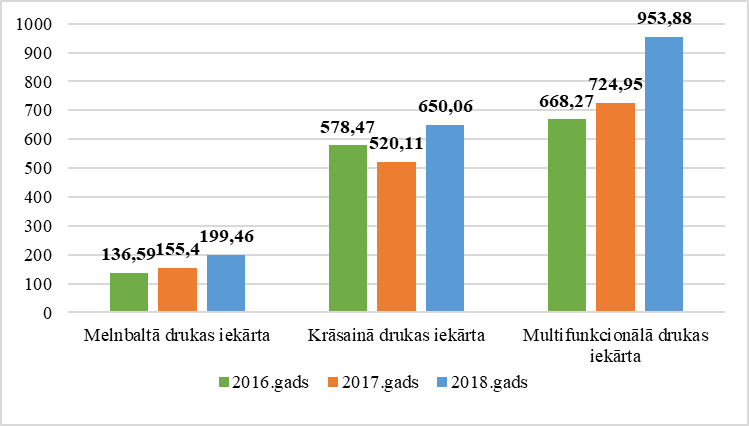 1000
900
800
700
600
500
400
300
200
100
0
136,59
155,4
199,46
578,47
520,11
650,06
668,27
724,95
953,88
Melnbaltā drukas iekārta
Krāsainā drukas iekārta
Multifunkcionālā drukas
iekārta
2016.gads
2017.gads
2018.gads